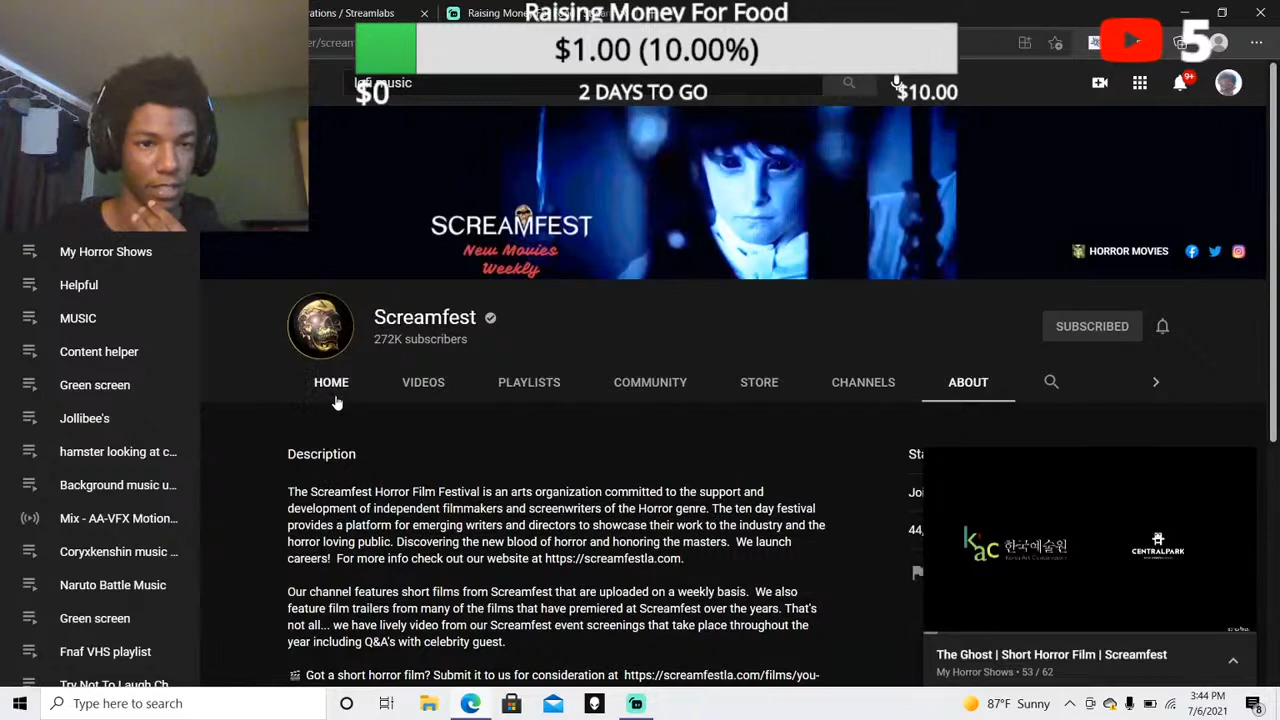 rations / Streamlabs
Raising Money For Food
$1.00 (10.00%)
$0
2 DAYS TO GO
$10.00
5
9+
SCREAMFEST
New Movies
Weekly
HORROR MOVIES
My Horror Shows
Helpful
MUSIC
Content helper
Green screen
Jollibee's
hamster looking at c...
Background music u...
Mix - AA-VFX Motion...
Coryxkenshin music ...
Naruto Battle Music
Green screen
Fnaf VHS playlist
Try Not To Laugh Ch
Screamfest
272K subscribers
SUBSCRIBED
HOME
VIDEOS
PLAYLISTS
COMMUNITY
STORE
CHANNELS
ABOUT
Description
The Screamfest Horror Film Festival is an arts organization committed to the support and
development of independent filmmakers and screenwriters of the Horror genre. The ten day festival
provides a platform for emerging writers and directors to showcase their work to the industry and the
horror loving public. Discovering the new blood of horror and honoring the masters. We launch
careers! For more info check out our website at https://screamfestla.com.
Our channel features short films from Screamfest that are uploaded on a weekly basis. We also
feature film trailers from many of the films that have premiered at Screamfest over the years. That's
not all... we have lively video from our Screamfest event screenings that take place throughout the
year including Q&A's with celebrity guest.
Got a short horror film? Submit it to us for consideration at https://screamfestla.com/films/you-
Sta
Joi
44,
kac 한국예술원
CENTRALPARK
The Ghost | Short Horror Film | Screamfest
My Horror Shows • 53 / 62
Type here to search
87°F Sunny
3:44 PM
7/6/2021
8